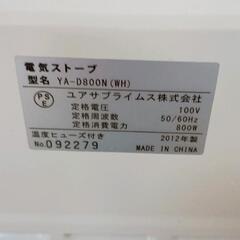 電気ストーブ
型名 YA-D800N(WH)
PSE ユアサプライムス株式会社
定格電圧 100V
定格周波数 50/60Hz
定格消費電力 800W
温度ヒューズ付き 2012年製
No.092279 MADE IN CHINA